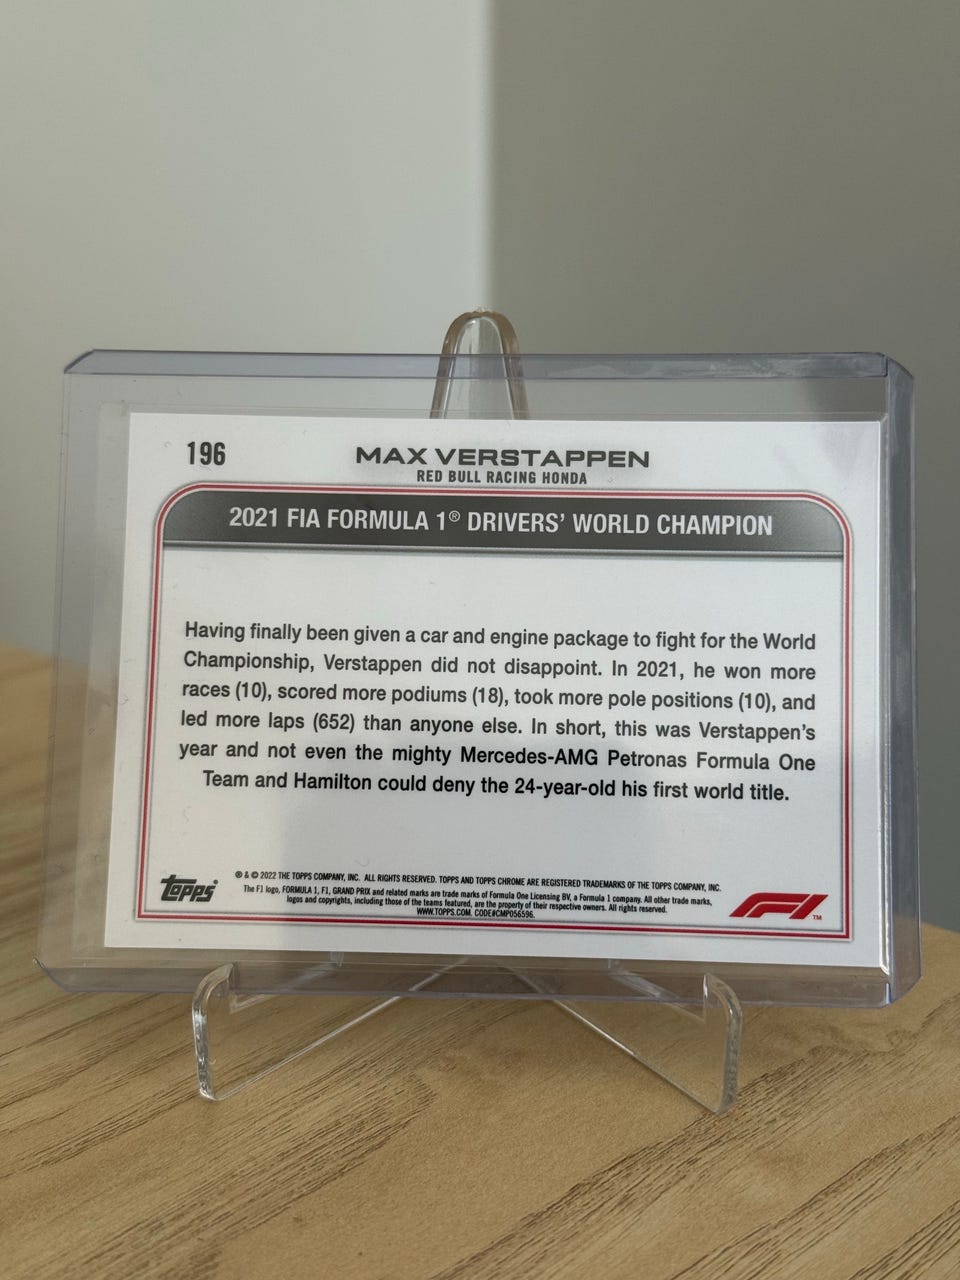 196
MAX VERSTAPPEN
RED BULL RACING HONDA
2021 FIA FORMULA 1® DRIVERS' WORLD CHAMPION
Having finally been given a car and engine package to fight for the World
Championship, Verstappen did not disappoint. In 2021, he won more
races (10), scored more podiums (18), took more pole positions (10), and
led more laps (652) than anyone else. In short, this was Verstappen's
year and not even the mighty Mercedes-AMG Petronas Formula One
Team and Hamilton could deny the 24-year-old his first world title.
Topps®
® & © 2022 THE TOPPS COMPANY, INC. ALL RIGHTS RESERVED. TOPPS AND TOPPS CHROME ARE REGISTERED TRADEMARKS OF THE TOPPS COMPANY, INC.
The F1 logo, FORMULA 1, F1, GRAND PRIX and related marks are trade marks of Formula One Licensing BV, a Formula 1 company. All other trade marks,
logos and copyrights, including those of the teams featured, are the property of their respective owners. All rights reserved.
WWW.TOPPS.COM. CODE#CMP056596.
F1™